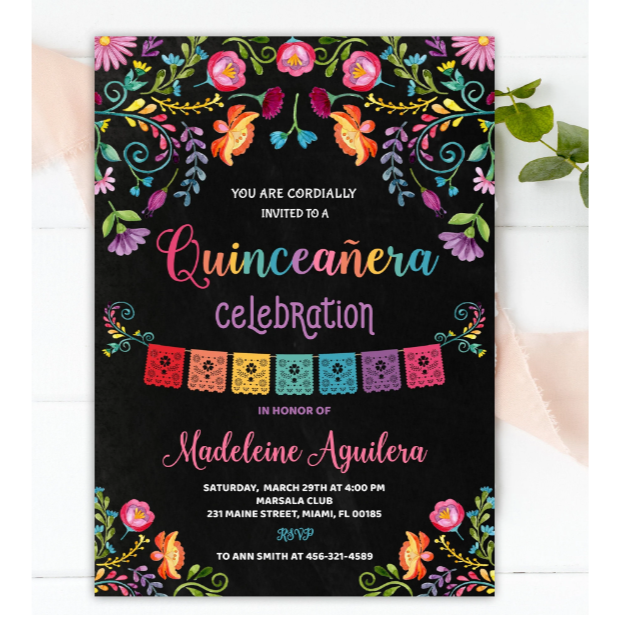 YOU ARE CORDIALLY
INVITED TO A
Quinceañera
CELEBRATION
IN HONOR OF
Madeleine Aguilera
SATURDAY, MARCH 29TH AT 4:00 PM
MARSALA CLUB
231 MAINE STREET, MIAMI, FL 00185
RSVP
TO ANN SMITH AT 456-321-4589